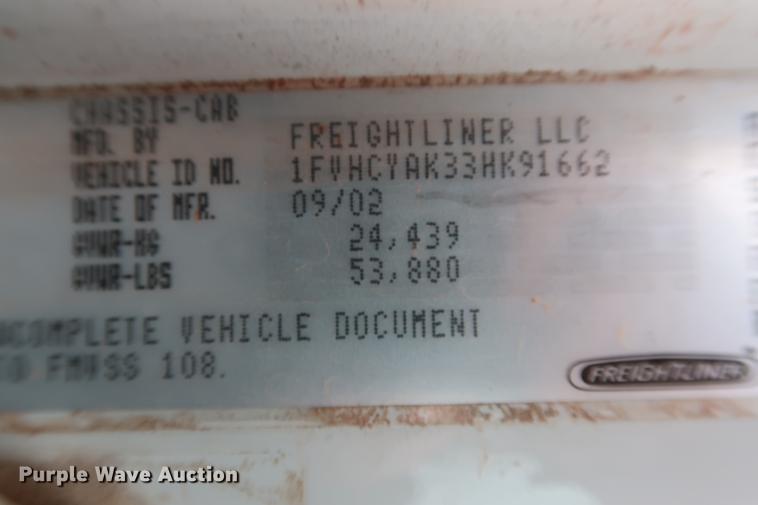 CHASSIS-CAB
MFD. BY FREIGHTLINER LLC
VEHICLE ID NO. 1FVHCYAK33HK91662
DATE OF MFR. 09/02
GVWR-KG 24,439
GVWR-LBS 53,880
COMPLETE VEHICLE DOCUMENT
TO FMVSS 108.
FREIGHTLINER
Purple Wave Auction